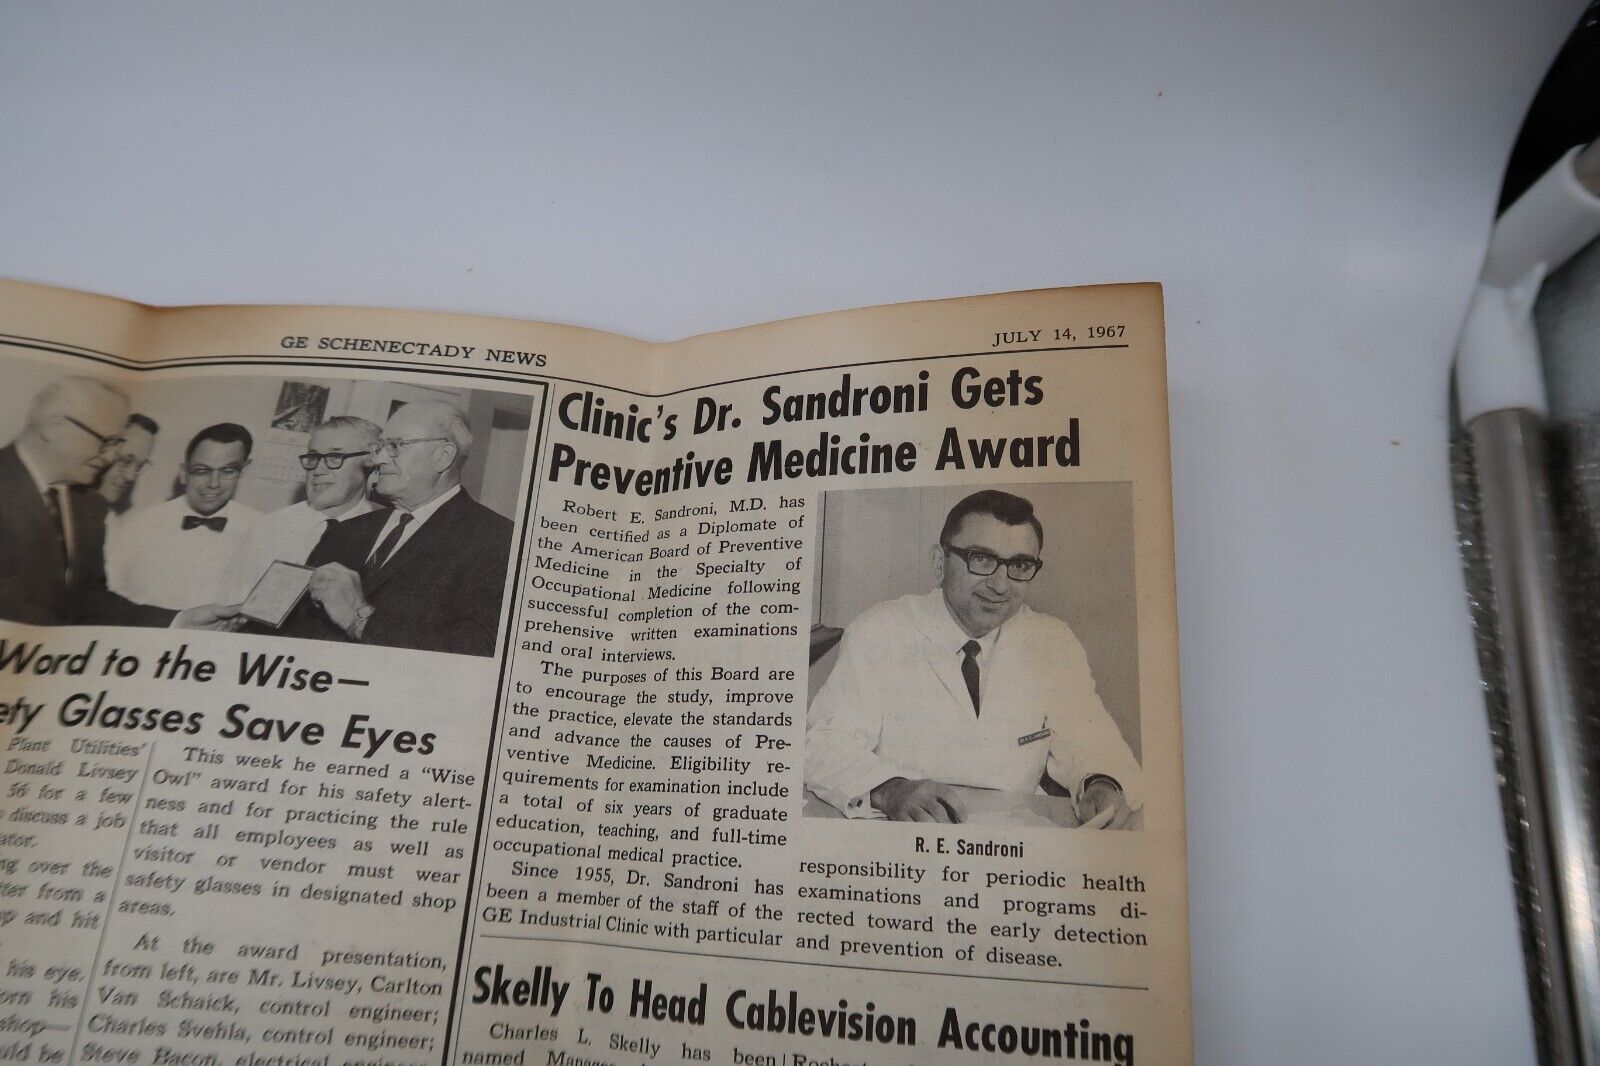 GE SCHENECTADY NEWS
JULY 14, 1967
Word to the Wise—
ety Glasses Save Eyes
Plant Utilities'
Donald Livsey
56 for a few
discuss a job
ator.
ng over the
ter from a
p and hit
his eye.
orn his
shop—
uld be
This week he earned a "Wise
Owl" award for his safety alert-
ness and for practicing the rule
that all employees as well as
visitor or vendor must wear
safety glasses in designated shop
areas.
At the award presentation,
from left, are Mr. Livsey, Carlton
Van Schaick, control engineer;
Charles Svehla, control engineer;
Steve Bacon, electrical
Clinic's Dr. Sandroni Gets
Preventive Medicine Award
Robert E. Sandroni, M.D. has
been certified as a Diplomate of
the American Board of Preventive
Medicine in the Specialty of
Occupational Medicine following
successful completion of the com-
prehensive written examinations
and oral interviews.
The purposes of this Board are
to encourage the study, improve
the practice, elevate the standards
and advance the causes of Pre-
ventive Medicine. Eligibility re-
quirements for examination include
a total of six years of graduate
education, teaching, and full-time
occupational medical practice.
Since 1955, Dr. Sandroni has
been a member of the staff of the
GE Industrial Clinic with particular
R. E. Sandroni
responsibility for periodic health
examinations and programs di-
rected toward the early detection
and prevention of disease.
Skelly To Head Cablevision Accounting
Charles L. Skelly has been
named